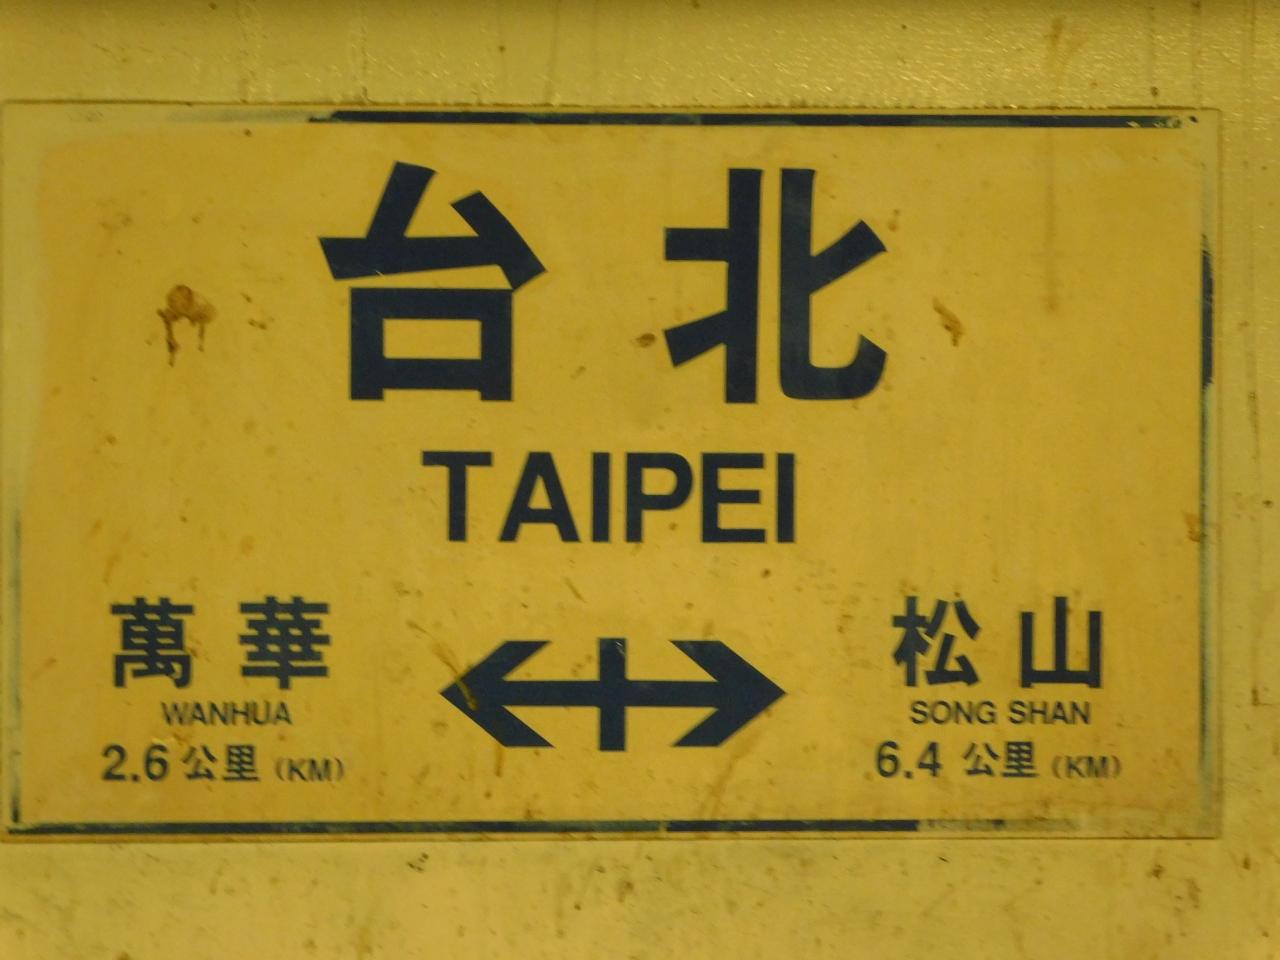 台北
TAIPEI
萬華
WANHUA
2.6公里(KM)
松山
SONG SHAN
6.4 公里(KM)